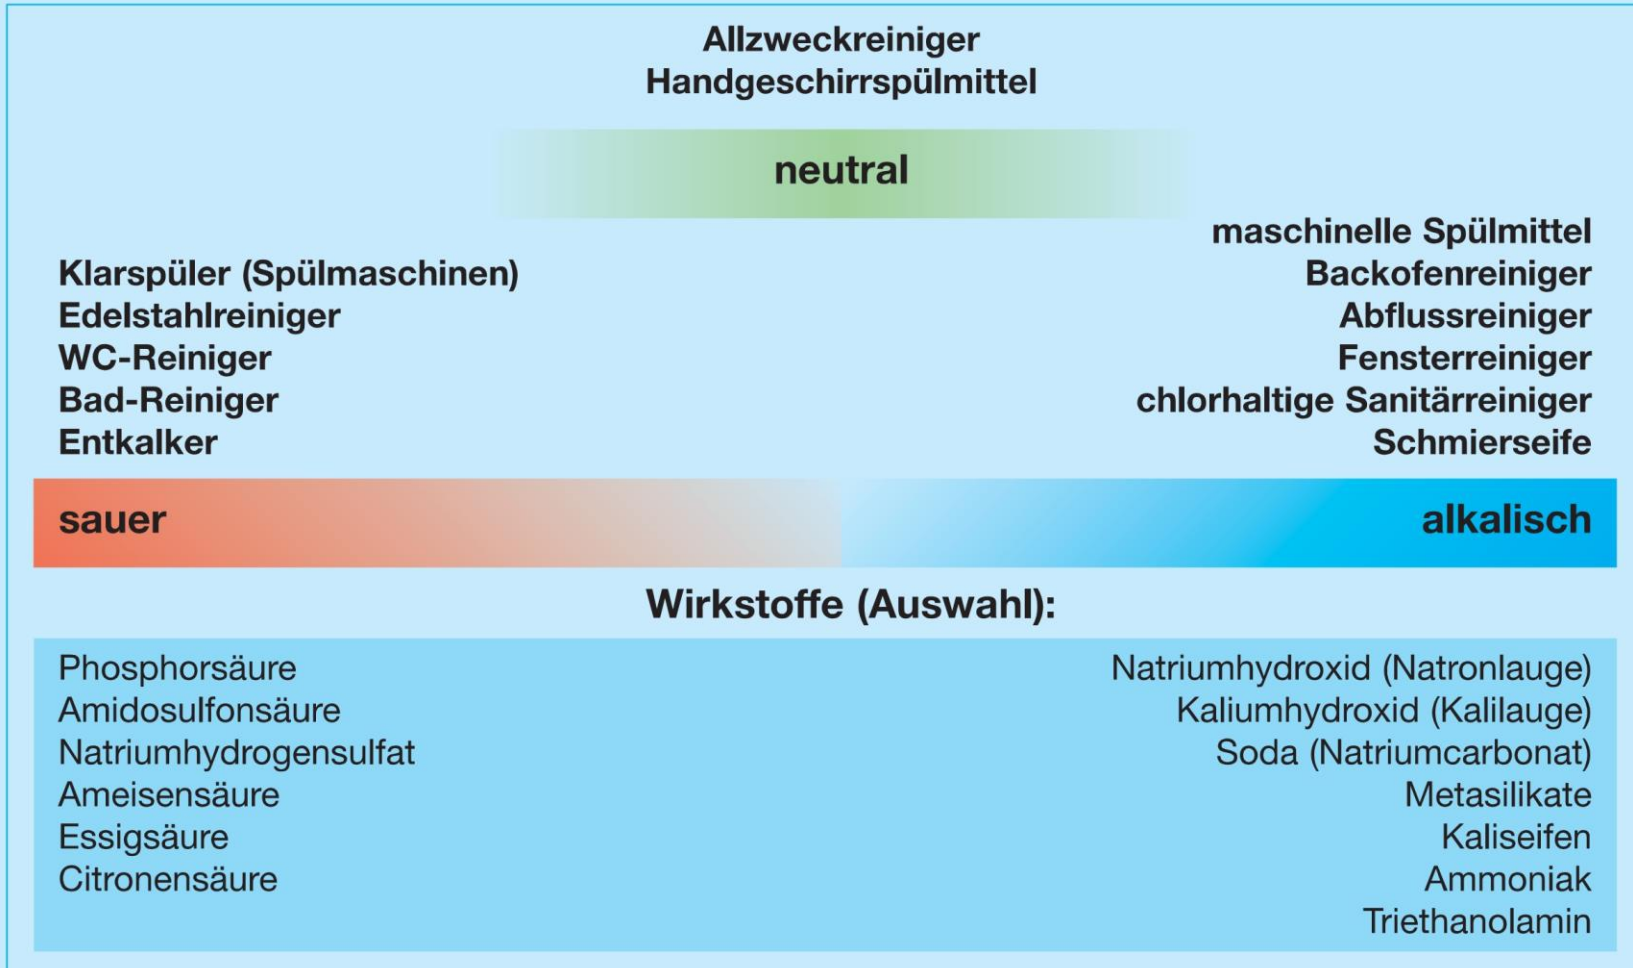 Allzweckreiniger
Handgeschirrspülmittel
neutral
Klarspüler (Spülmaschinen)
Edelstahlreiniger
WC-Reiniger
Bad-Reiniger
Entkalker
maschinelle Spülmittel
Backofenreiniger
Abflussreiniger
Fensterreiniger
chlorhaltige Sanitärreiniger
Schmierseife
sauer
alkalisch
Wirkstoffe (Auswahl):
Phosphorsäure
Amidosulfonsäure
Natriumhydrogensulfat
Ameisensäure
Essigsäure
Citronensäure
Natriumhydroxid (Natronlauge)
Kaliumhydroxid (Kalilauge)
Soda (Natriumcarbonat)
Metasilikate
Kaliseifen
Ammoniak
Triethanolamin